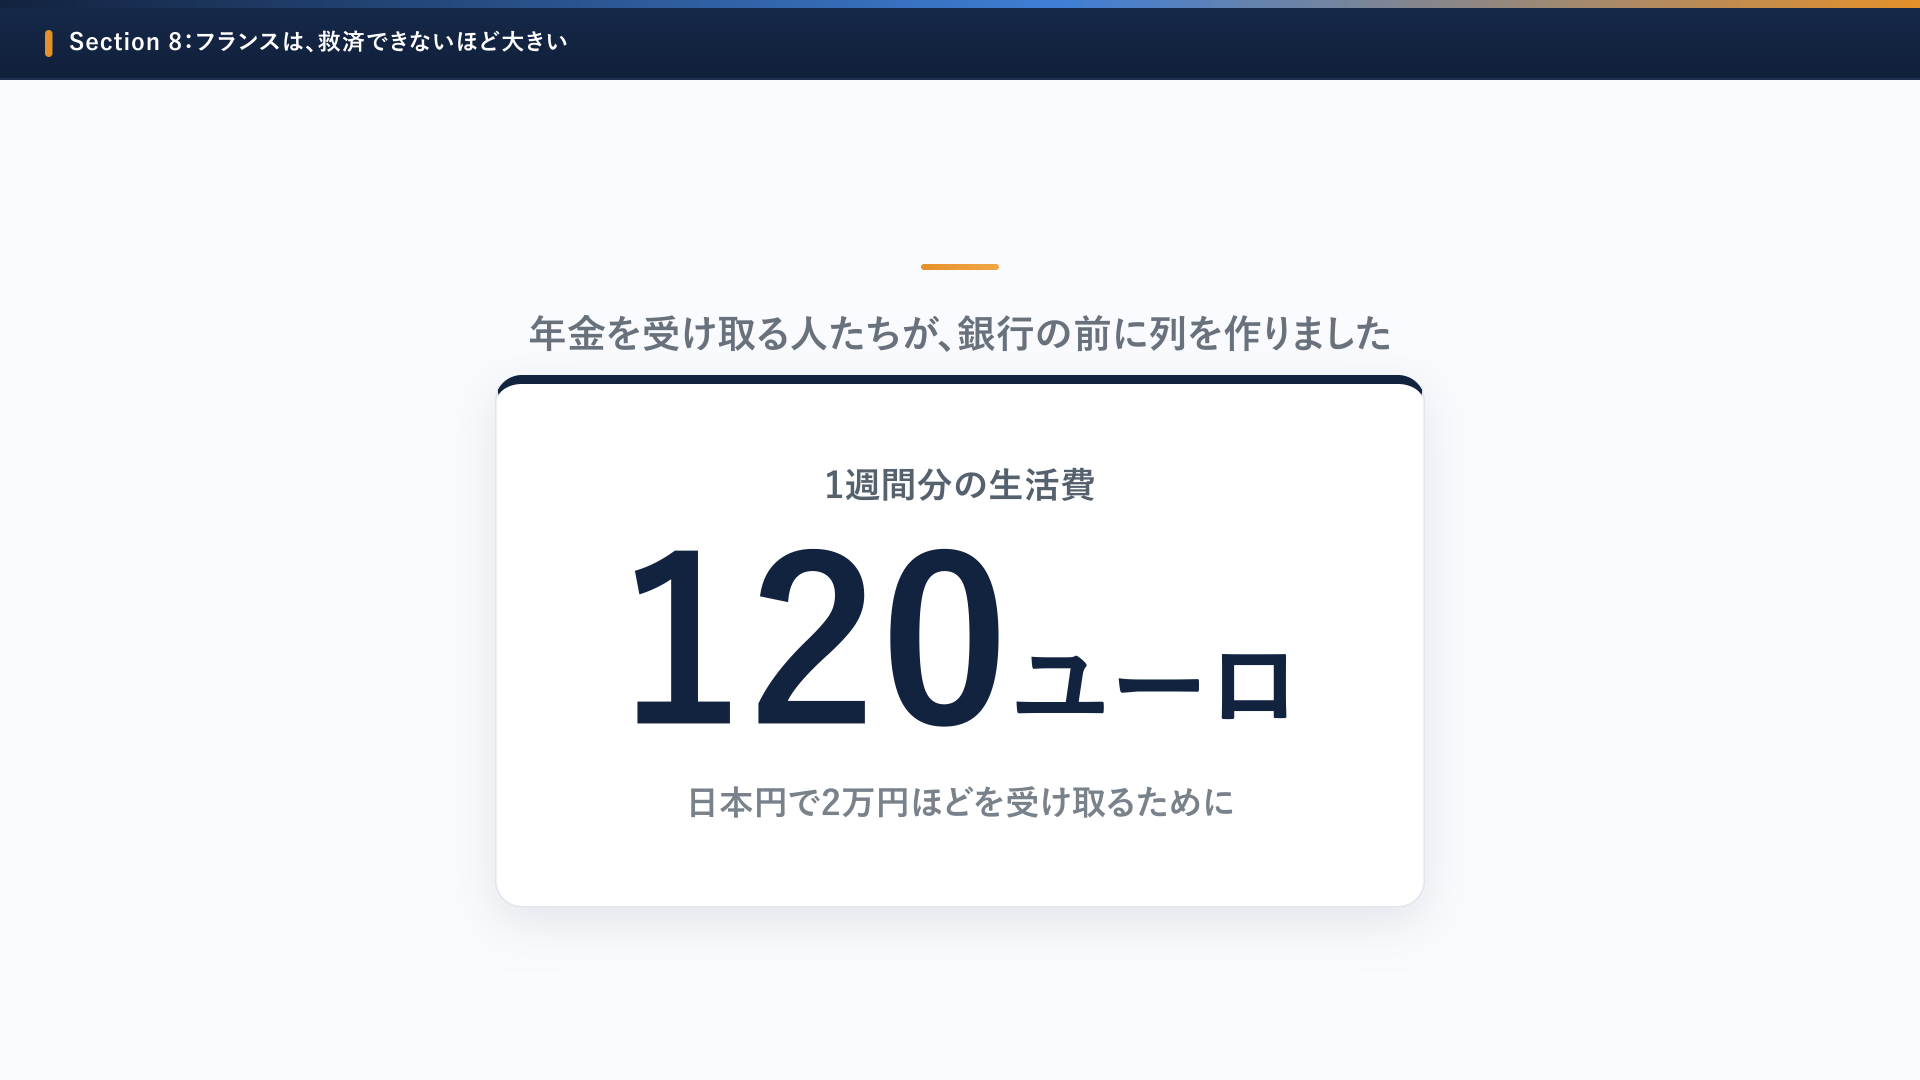 Section 8：フランスは、救済できないほど大きい
年金を受け取る人たちが、銀行の前に列を作りました
1週間分の生活費
120ユーロ
日本円で2万円ほどを受け取るために